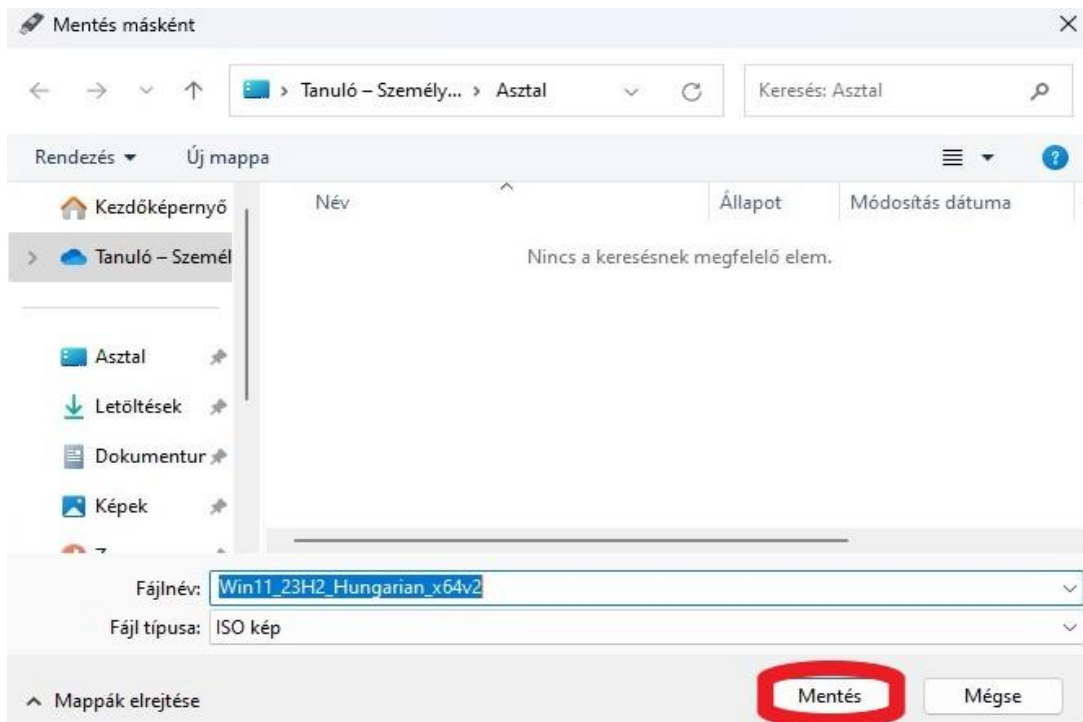 Mentés másként
Tanuló – Személy... > Asztal
Keresés: Asztal
Rendezés
Új mappa
Név
Állapot
Módosítás dátuma
Kezdőképernyő
Tanuló – Személ
Nincs a keresésnek megfelelő elem.
Asztal
Letöltések
Dokumentur
Képek
Fájlnév: Win11_23H2_Hungarian_x64v2
Fájl típusa: ISO kép
Mappák elrejtése
Mentés
Mégse